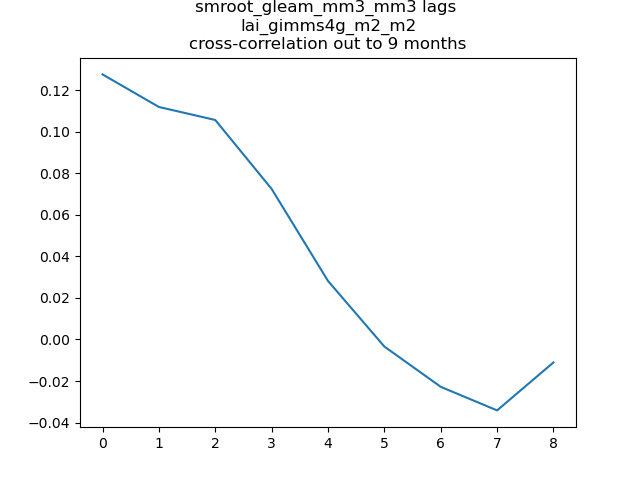 smroot_gleam_mm3_mm3 lags
lai_gimms4g_m2_m2
cross-correlation out to 9 months
0.12
0.10
0.08
0.06
0.04
0.02
0.00
−0.02
−0.04
0 1 2 3 4 5 6 7 8